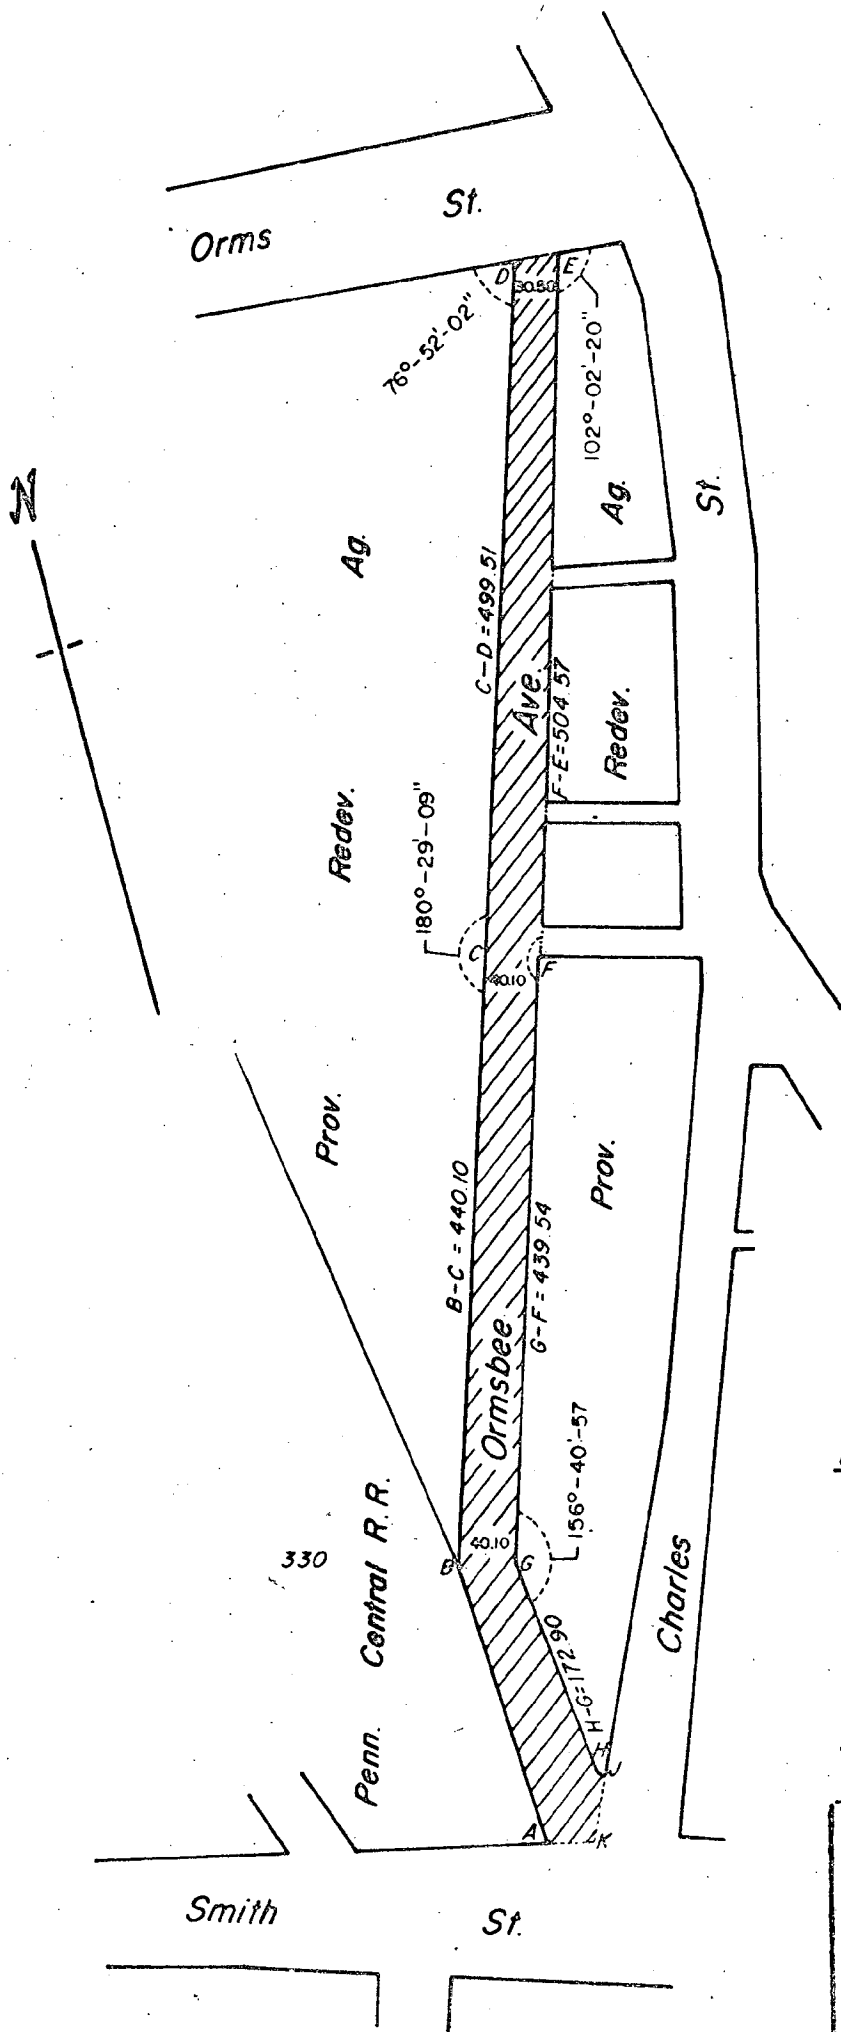 Orms St.
D
E
30.50
76°-52'-02"
102°-02'-20"
N
Ag.
Ag.
St.
C-D = 499.51
Ave.
F-E = 504.57
Redev.
Redev.
180°-29'-09"
C
F
40.10
Prov.
Prov.
B-C = 440.10
G-F = 439.54
Ormsbee
156°-40'-57
40.10
B
G
330
Penn. Central R.R.
Charles
H-G = 172.90
H
J
A
K
Smith St.